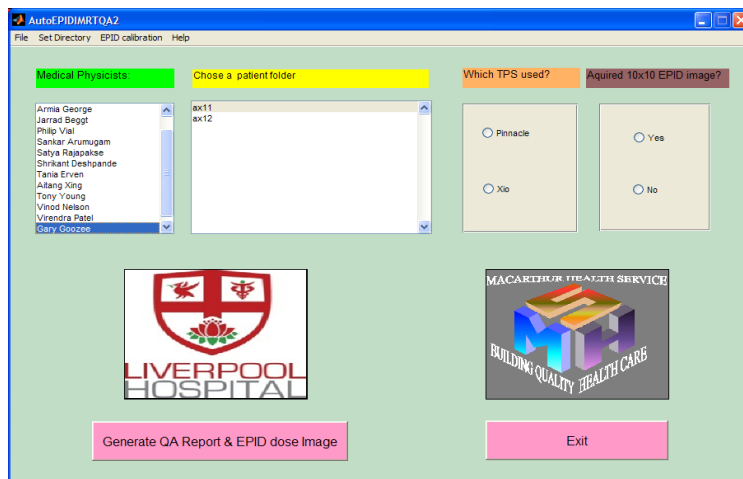 AutoEPIDIMRTQA2
File Set Directory EPID calibration Help
Medical Physicists:
Chose a patient folder
Which TPS used?
Aquired 10x10 EPID image?
Armia George
Jarrad Beggt
Philip Vial
Sankar Arumugam
Satya Rajapakse
Shrikant Deshpande
Tania Erven
Aitang Xing
Tony Young
Vinod Nelson
Virendra Patel
Gary Goozee
ax11
ax12
Pinnacle
Xio
Yes
No
LIVERPOOL
HOSPITAL
MACARTHUR HEALTH SERVICE
SMH
BUILDING QUALITY HEALTH CARE
Generate QA Report & EPID dose Image
Exit